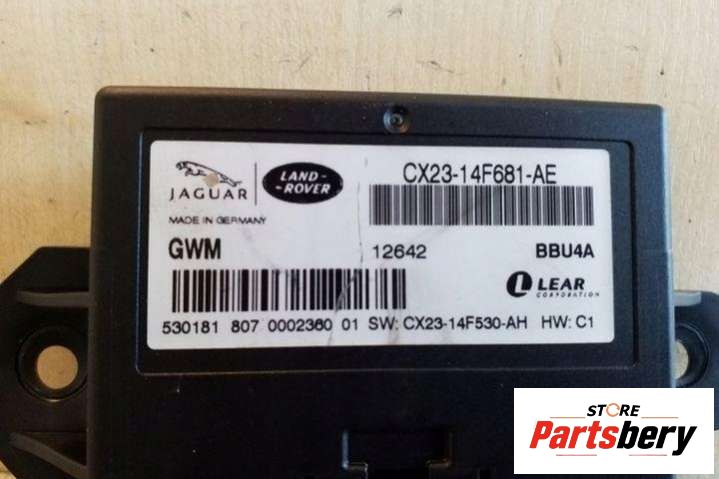 JAGUAR
LAND-
-ROVER
CX23-14F681-AE
MADE IN GERMANY
GWM 12642 BBU4A
LEAR
CORPORATION
530181 807 0002360 01 SW: CX23-14F530-AH HW: C1
STORE
Partsbery